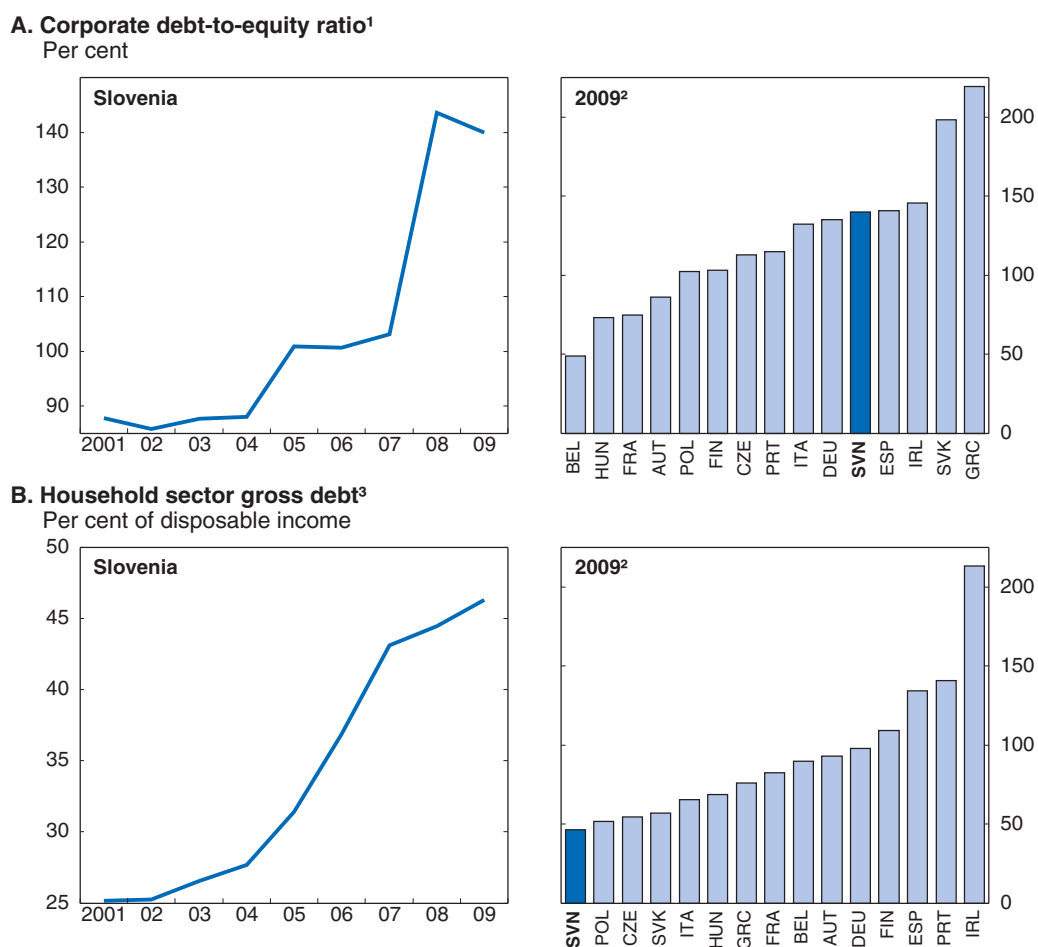 A. Corporate debt-to-equity ratio¹
Per cent
Slovenia
140
130
120
110
100
90
2001 02 03 04 05 06 07 08 09
2009²
200
150
100
50
0
BEL HUN FRA AUT POL FIN CZE PRT ITA DEU SVN ESP IRL SVK GRC
B. Household sector gross debt³
Per cent of disposable income
Slovenia
50
45
40
35
30
25
2001 02 03 04 05 06 07 08 09
2009²
200
150
100
50
0
SVN POL CZE SVK ITA HUN GRC FRA BEL AUT DEU FIN ESP PRT IRL